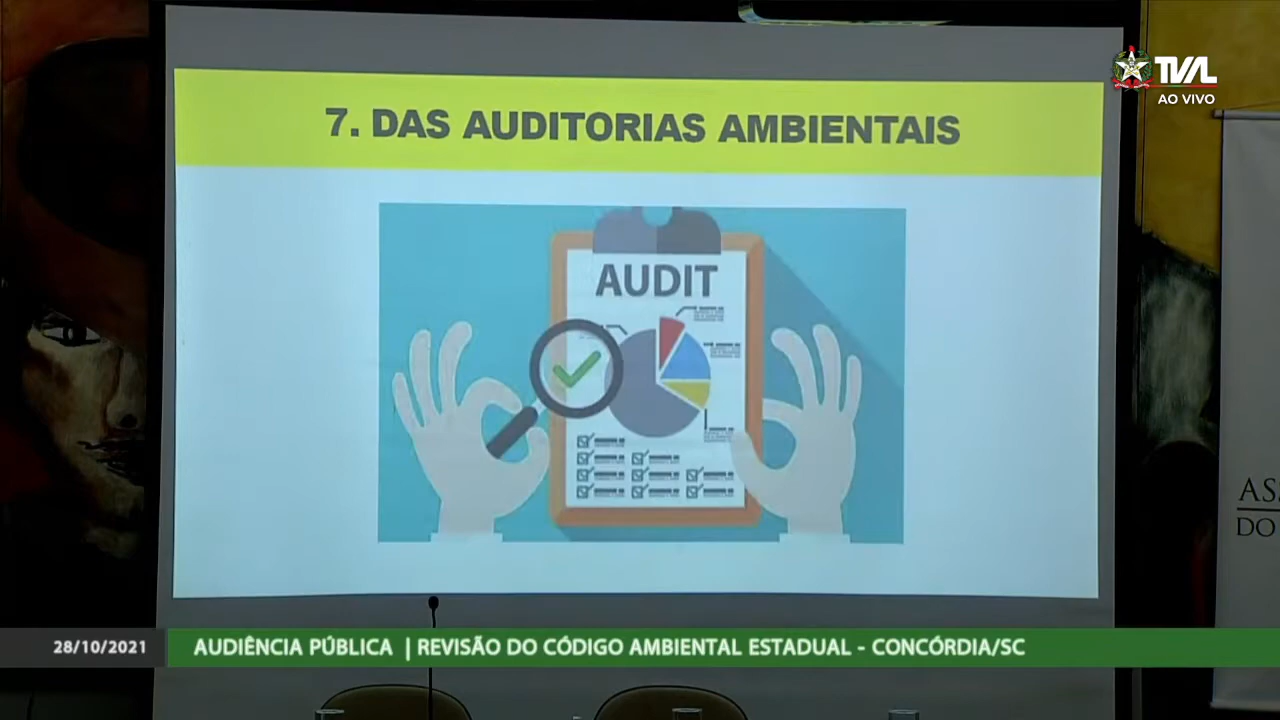 7. DAS AUDITORIAS AMBIENTAIS
TVAL
AO VIVO
AUDIT
28/10/2021
AUDIÊNCIA PÚBLICA | REVISÃO DO CÓDIGO AMBIENTAL ESTADUAL - CONCÓRDIA/SC
DO